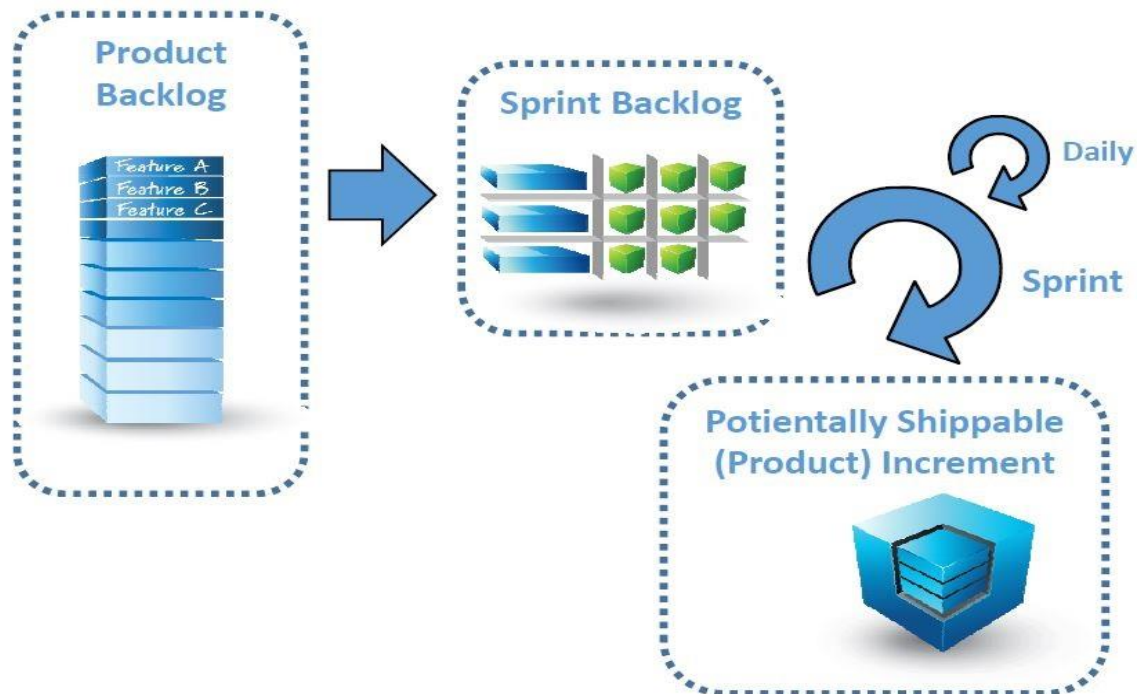 Product
Backlog
Feature A
Feature B
Feature C
Sprint Backlog
Daily
Sprint
Potientally Shippable
(Product) Increment